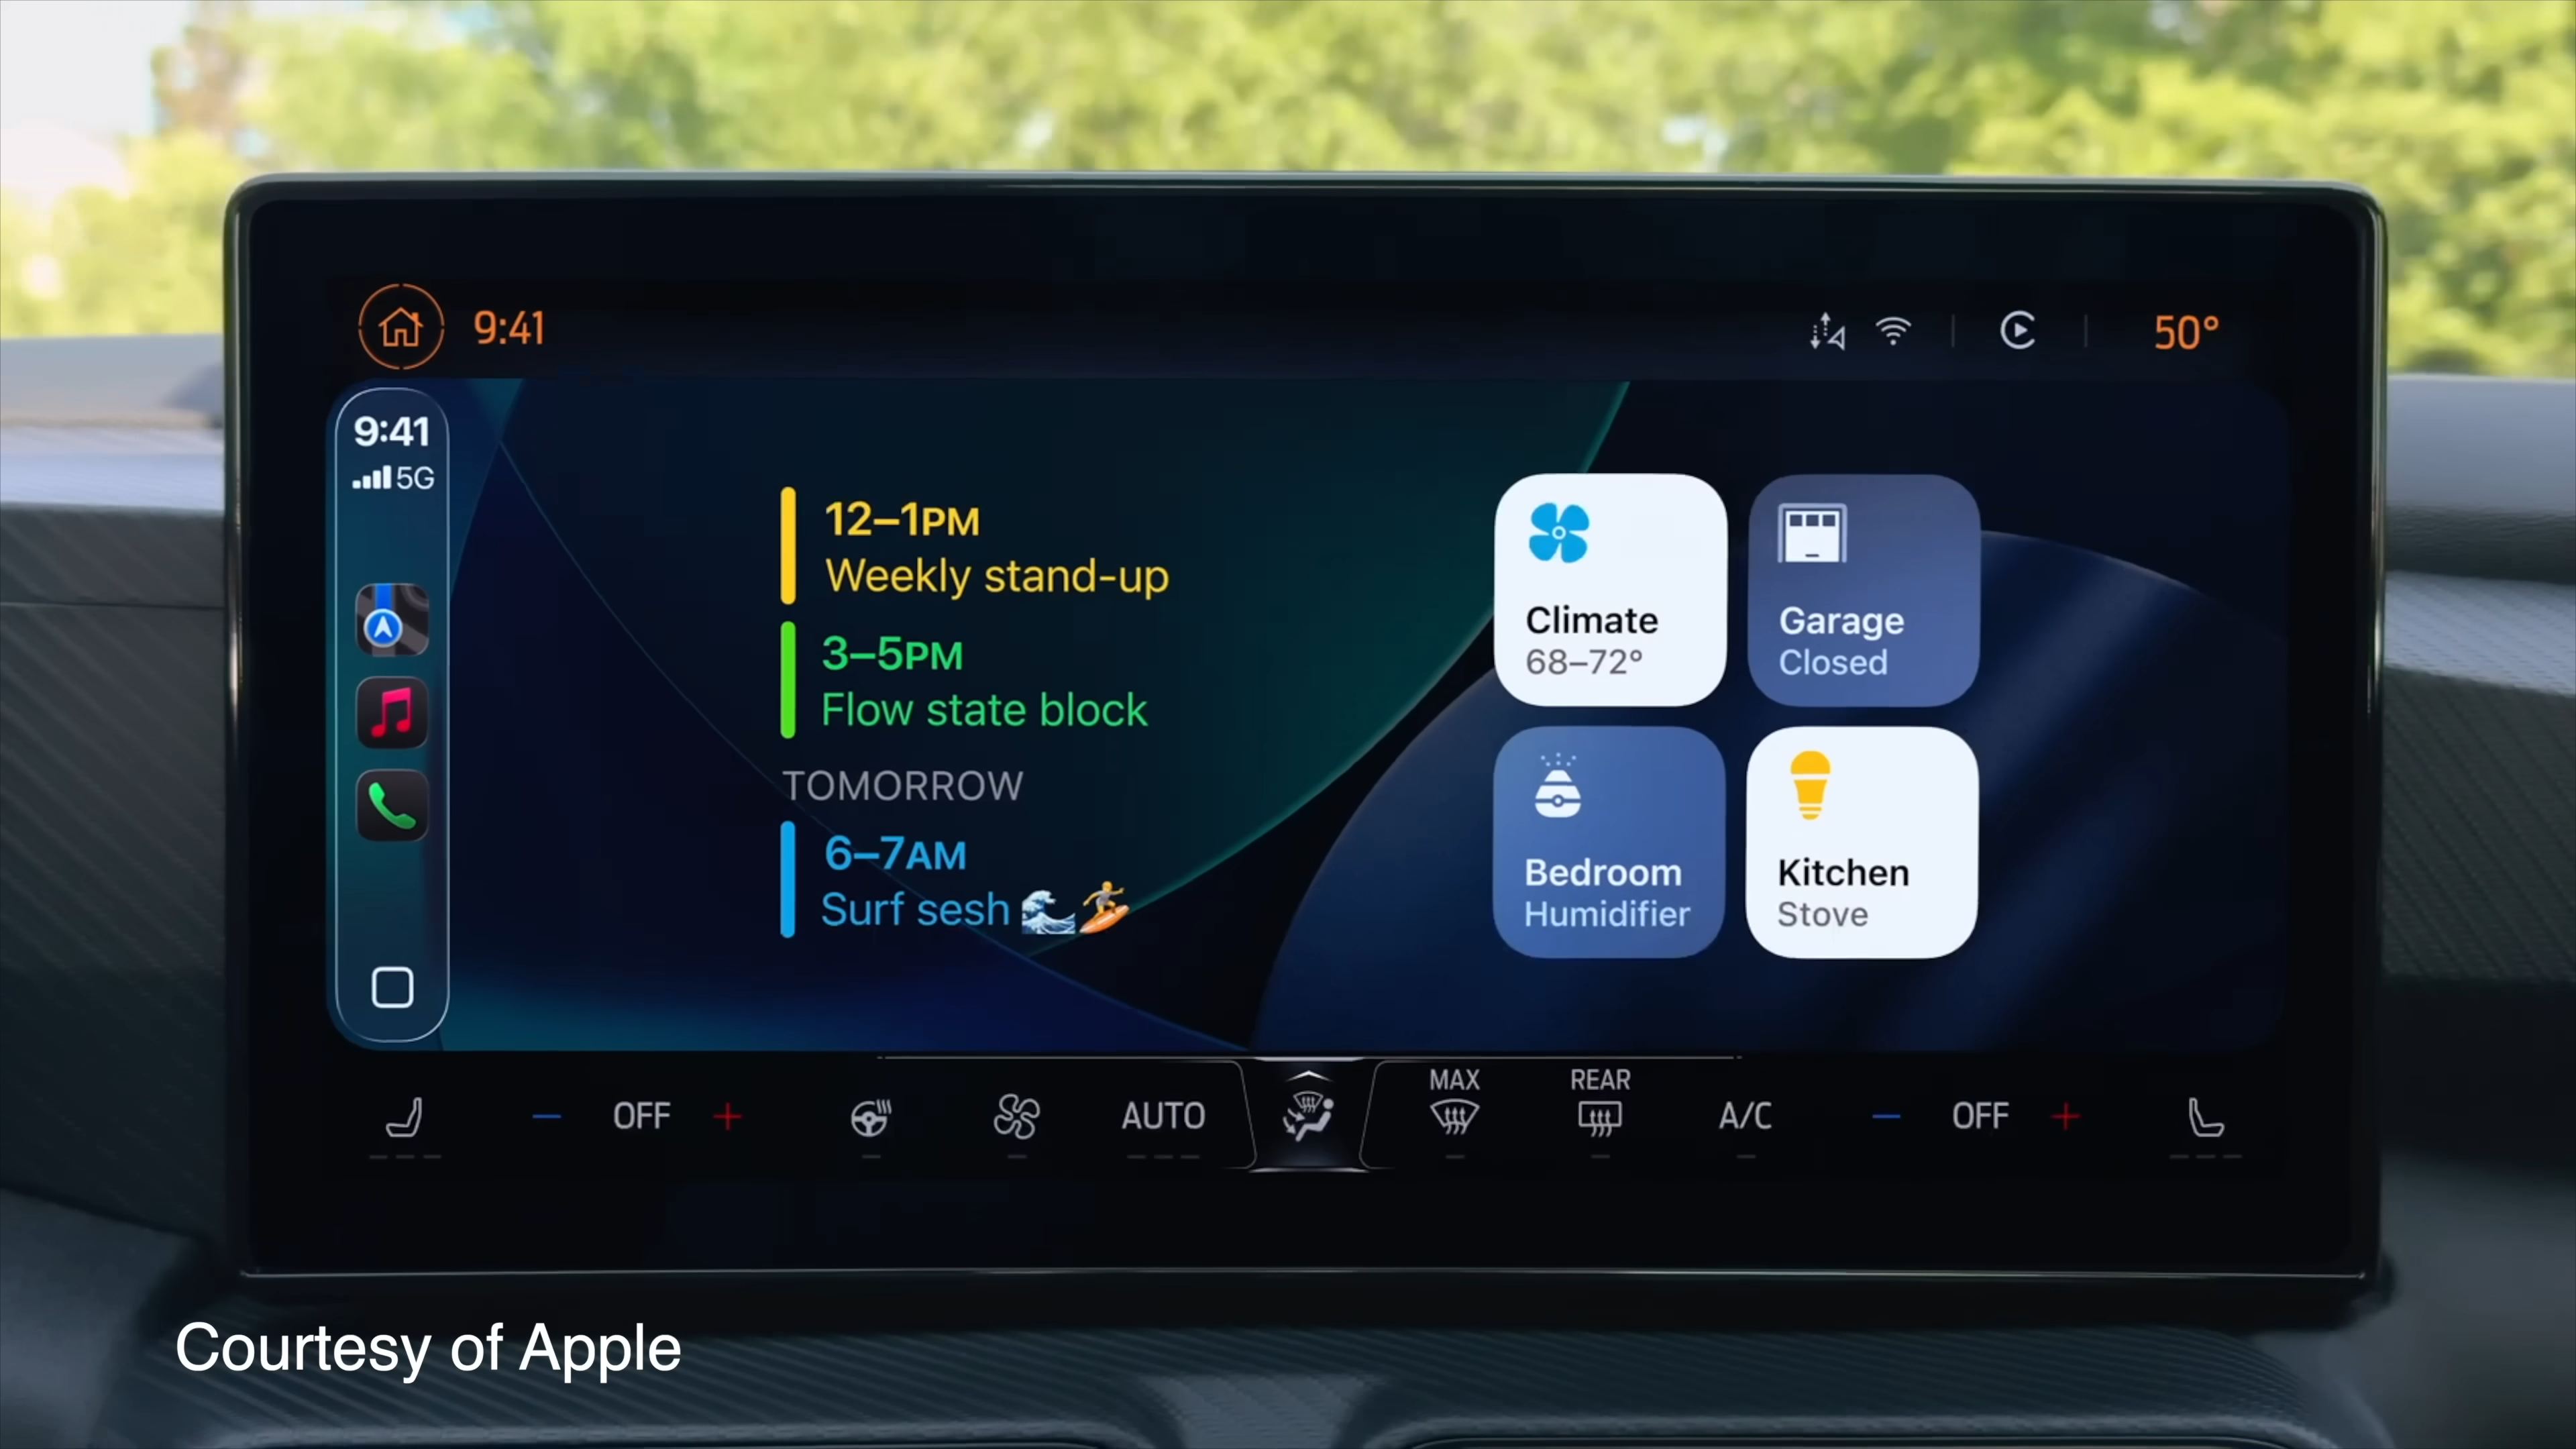 9:41
50°
9:41
5G
12–1PM
Weekly stand-up
3–5PM
Flow state block
TOMORROW
6–7AM
Surf sesh 🌊🏄
Climate
68–72°
Garage
Closed
Bedroom
Humidifier
Kitchen
Stove
OFF
AUTO
MAX
REAR
A/C
OFF
Courtesy of Apple